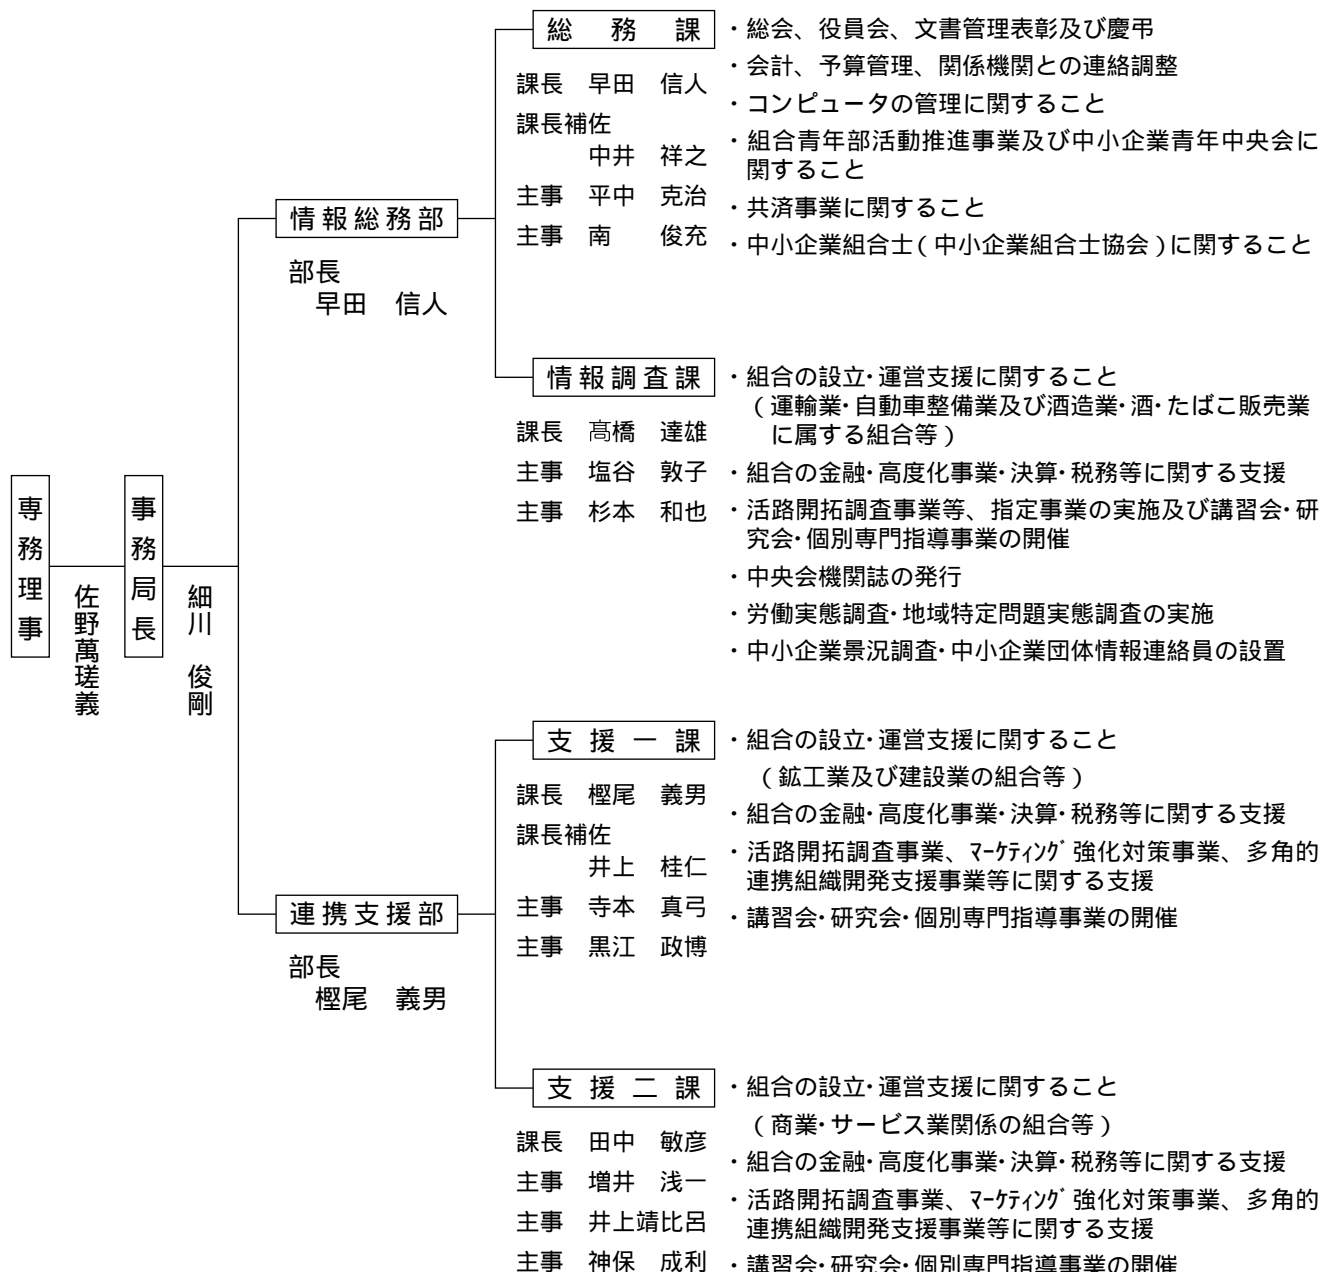 専務理事
佐野萬瑳義
事務局長
細川　俊剛
情報総務部
部長
早田　信人
総務課
課長　早田　信人
課長補佐
中井　祥之
主事　平中　克治
主事　南　俊充
・総会、役員会、文書管理表彰及び慶弔
・会計、予算管理、関係機関との連絡調整
・コンピュータの管理に関すること
・組合青年部活動推進事業及び中小企業青年中央会に
関すること
・共済事業に関すること
・中小企業組合士(中小企業組合士協会)に関すること
情報調査課
課長　髙橋　達雄
主事　塩谷　敦子
主事　杉本　和也
・組合の設立・運営支援に関すること
(運輸業・自動車整備業及び酒造業・酒・たばこ販売業
に属する組合等)
・組合の金融・高度化事業・決算・税務等に関する支援
・活路開拓調査事業等、指定事業の実施及び講習会・研
究会・個別専門指導事業の開催
・中央会機関誌の発行
・労働実態調査・地域特定問題実態調査の実施
・中小企業景況調査・中小企業団体情報連絡員の設置
連携支援部
部長
樫尾　義男
支援一課
課長　樫尾　義男
課長補佐
井上　桂仁
主事　寺本　真弓
主事　黒江　政博
・組合の設立・運営支援に関すること
(鉱工業及び建設業の組合等)
・組合の金融・高度化事業・決算・税務等に関する支援
・活路開拓調査事業、ﾏｰｹﾃｨﾝｸﾞ強化対策事業、多角的
連携組織開発支援事業等に関する支援
・講習会・研究会・個別専門指導事業の開催
支援二課
課長　田中　敏彦
主事　増井　浅一
主事　井上靖比呂
主事　神保　成利
・組合の設立・運営支援に関すること
(商業・サービス業関係の組合等)
・組合の金融・高度化事業・決算・税務等に関する支援
・活路開拓調査事業、ﾏｰｹﾃｨﾝｸﾞ強化対策事業、多角的
連携組織開発支援事業等に関する支援
・講習会・研究会・個別専門指導事業の開催